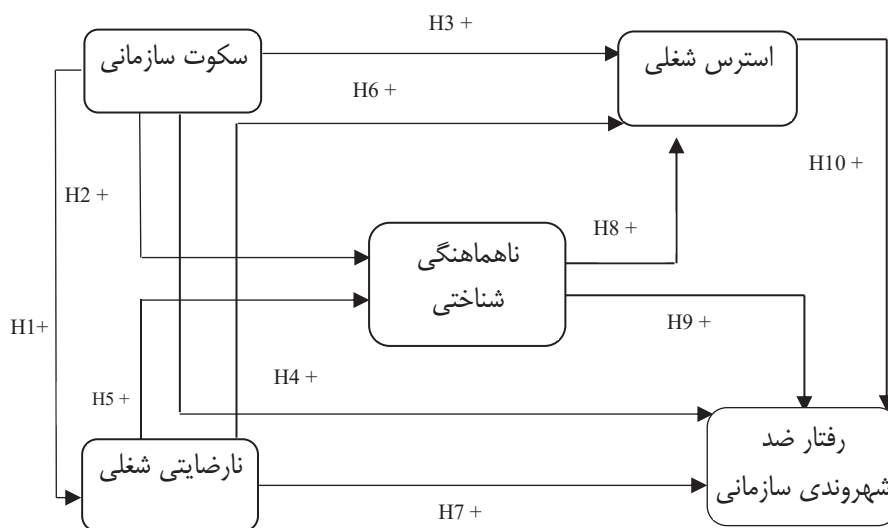 H3 +
سکوت سازمانی
استرس شغلی
H6 +
H10 +
H2 +
ناهماهنگی
شناختی
H8 +
H1+
H9 +
H4 +
H5 +
رفتار ضد
شهروندی سازمانی
نارضایتی شغلی
H7 +